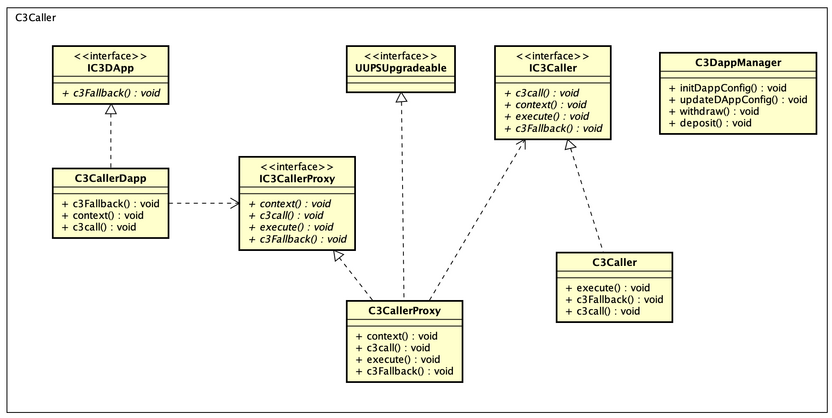 C3Caller
<<interface>>
IC3DApp
+ c3Fallback() : void
<<interface>>
UUPSUpgradeable
<<interface>>
IC3Caller
+ c3call() : void
+ context() : void
+ execute() : void
+ c3Fallback() : void
C3DappManager
+ initDappConfig() : void
+ updateDAppConfig() : void
+ withdraw() : void
+ deposit() : void
C3CallerDapp
+ c3Fallback() : void
+ context() : void
+ c3call() : void
<<interface>>
IC3CallerProxy
+ context() : void
+ c3call() : void
+ execute() : void
+ c3Fallback() : void
C3Caller
+ execute() : void
+ c3Fallback() : void
+ c3call() : void
C3CallerProxy
+ context() : void
+ c3call() : void
+ execute() : void
+ c3Fallback() : void